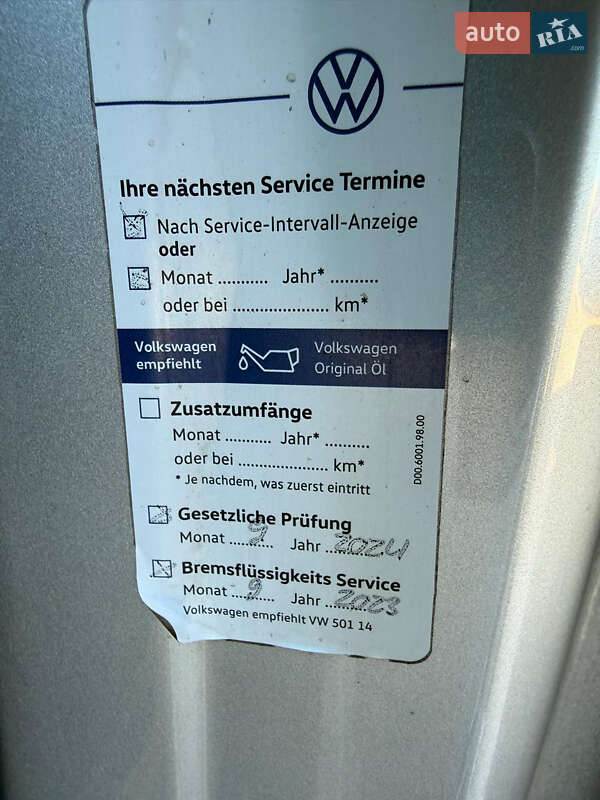 auto RIA.com
Ihre nächsten Service Termine
Nach Service-Intervall-Anzeige
oder
Monat ........... Jahr* ...........
oder bei ...................... km*
Volkswagen empfiehlt
Volkswagen Original Öl
Zusatzumfänge
Monat ........... Jahr* ...........
oder bei ...................... km*
* Je nachdem, was zuerst eintritt
D00.6001.98.00
Gesetzliche Prüfung
Monat 9 Jahr 2024
Bremsflüssigkeits Service
Monat 9 Jahr 2023
Volkswagen empfiehlt VW 501 14